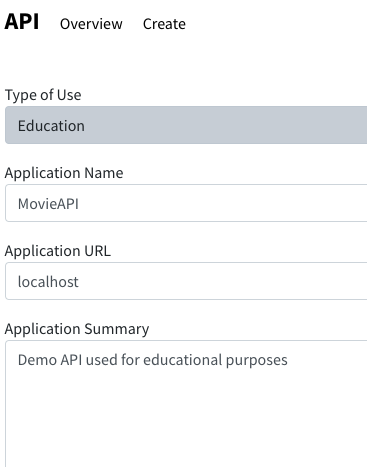 API Overview Create
Type of Use
Education
Application Name
MovieAPI
Application URL
localhost
Application Summary
Demo API used for educational purposes